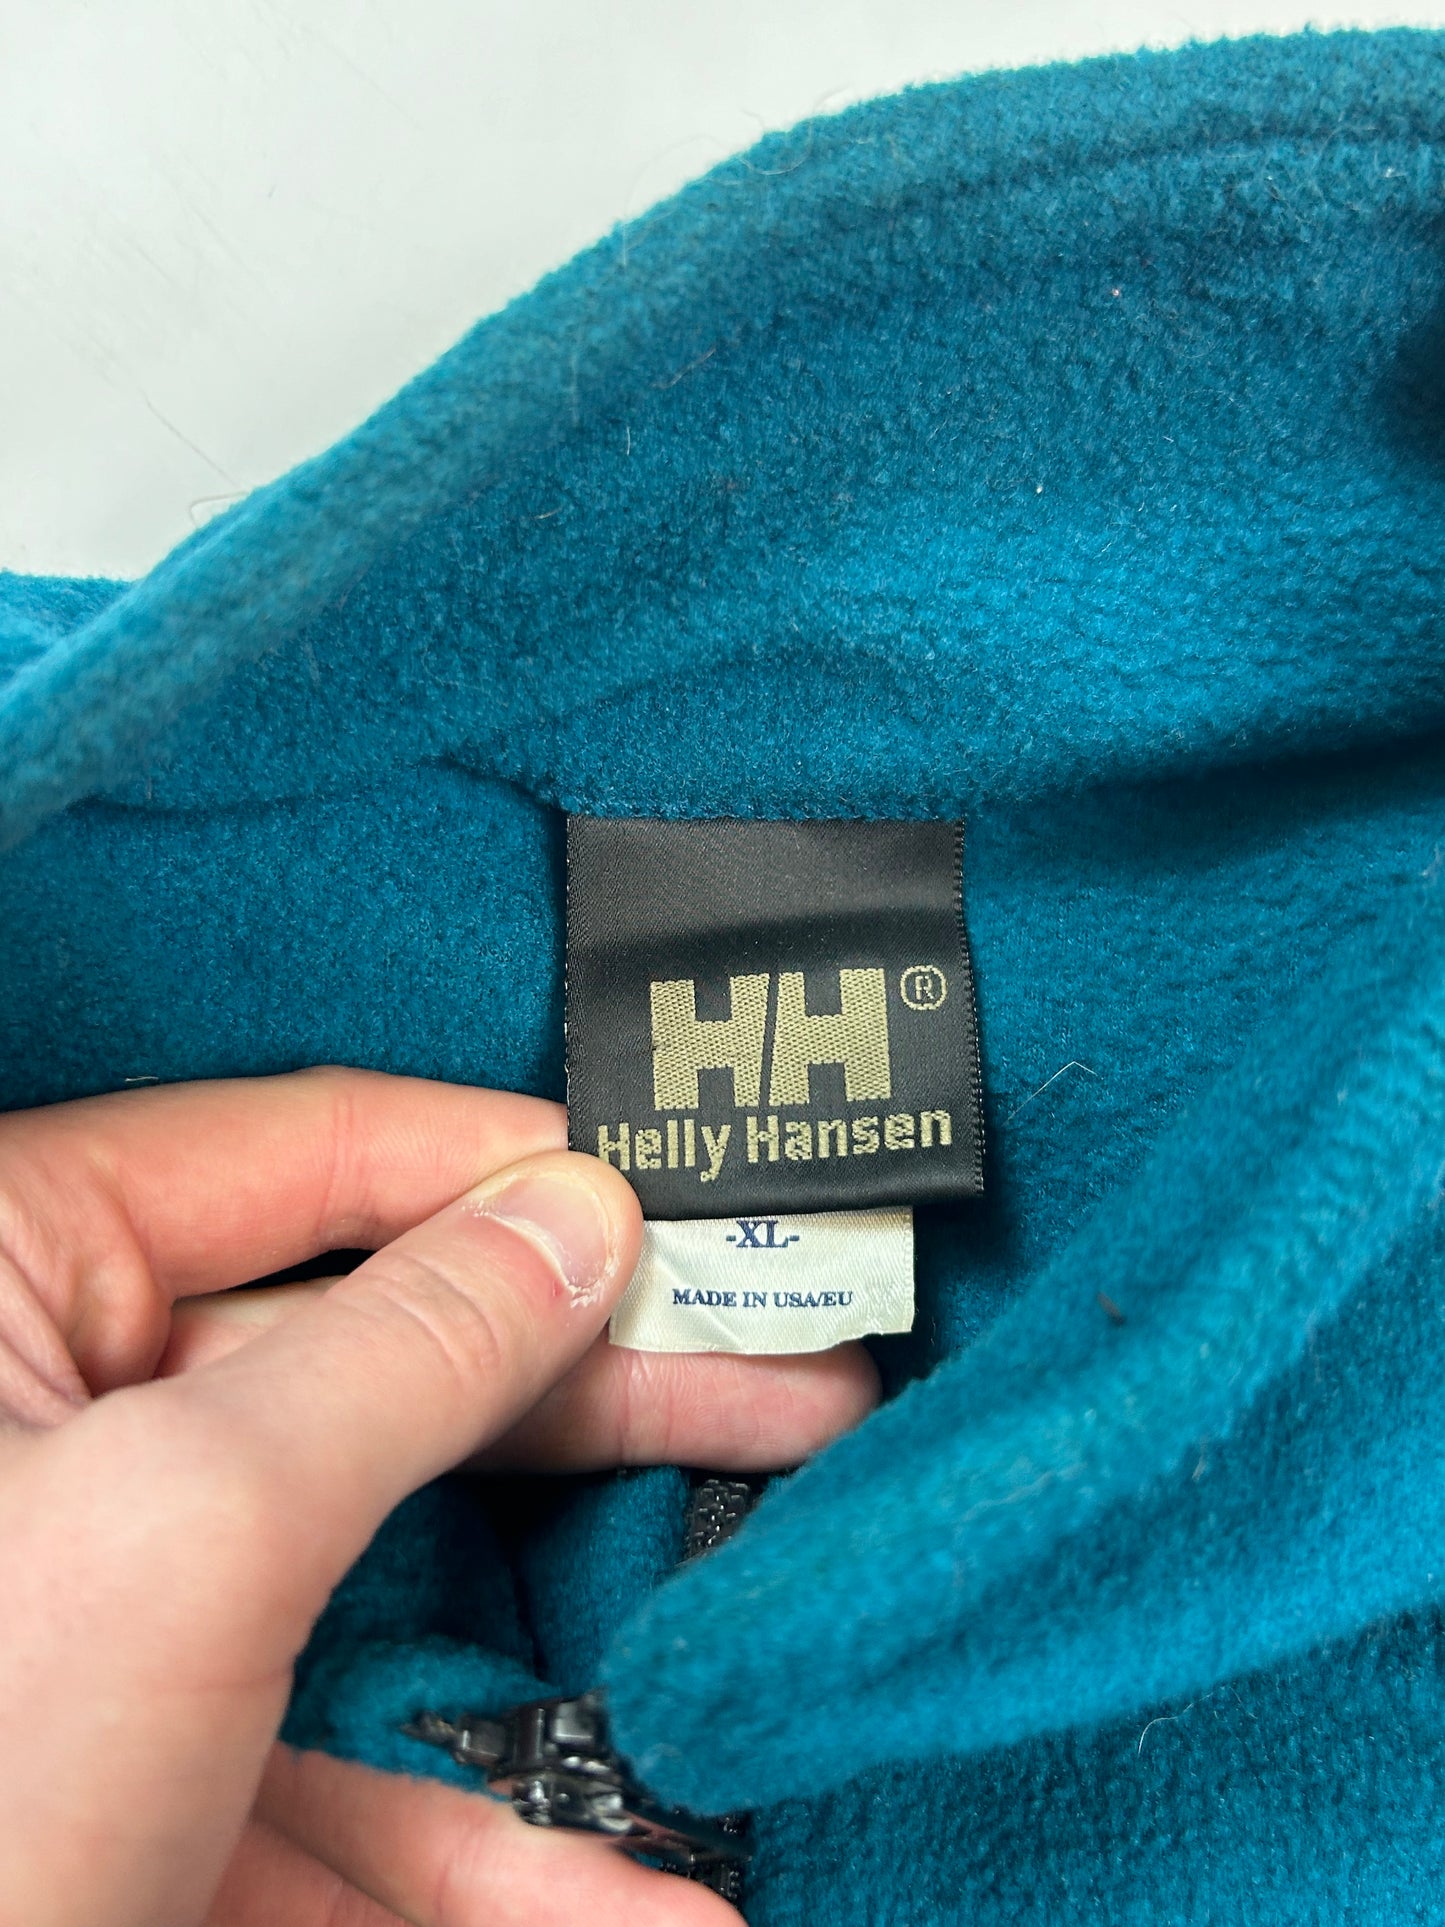 HH®
Helly Hansen
-XL-
MADE IN USA/EU